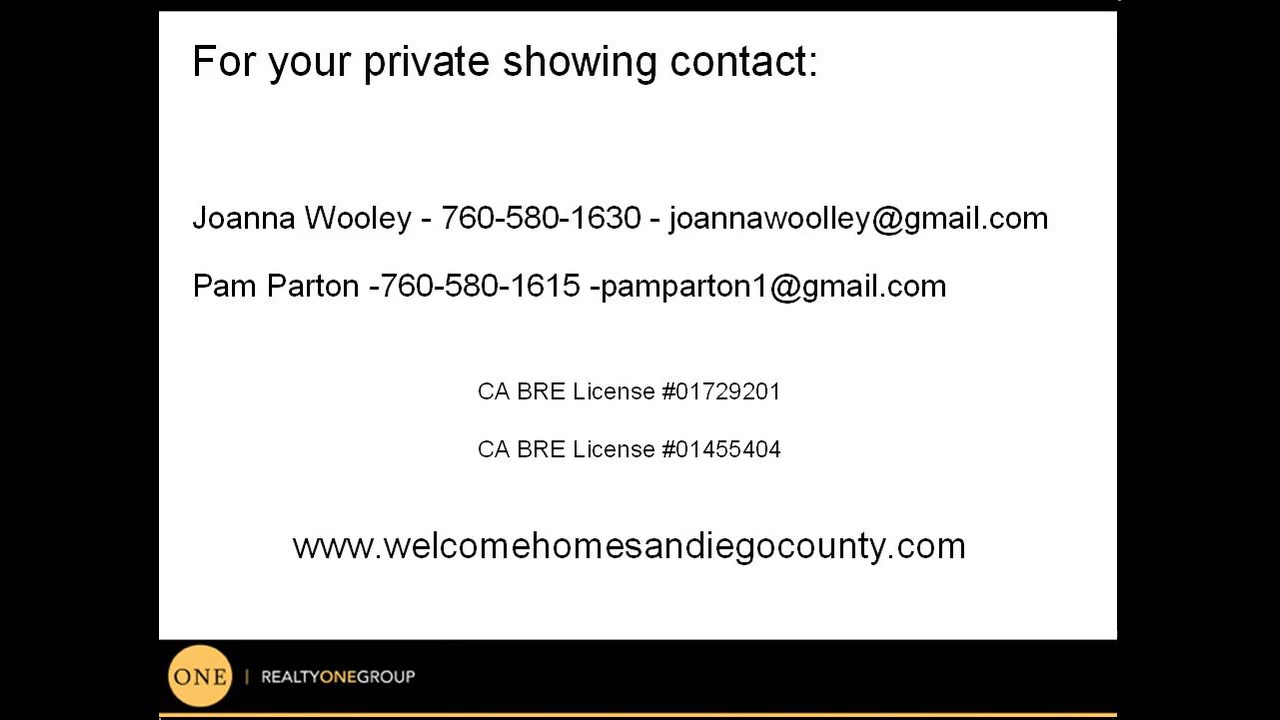 For your private showing contact:
Joanna Wooley - 760-580-1630 - joannawoolley@gmail.com
Pam Parton -760-580-1615 -pamparton1@gmail.com
CA BRE License #01729201
CA BRE License #01455404
www.welcomehomesandiegocounty.com
ONE | REALTYONEGROUP